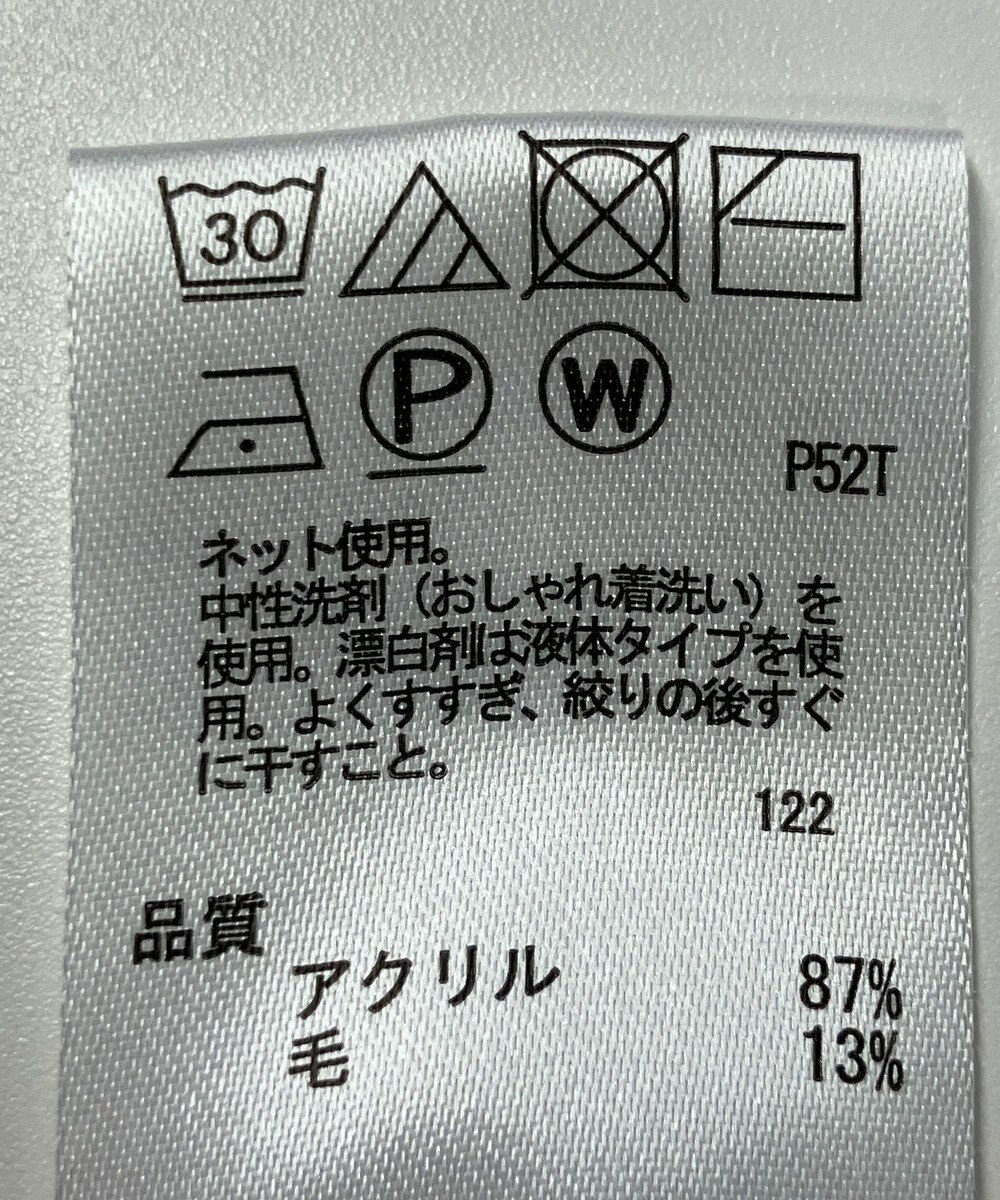 30
P W
P52T
ネット使用。
中性洗剤（おしゃれ着洗い）を
使用。漂白剤は液体タイプを使
用。よくすすぎ、絞りの後すぐ
に干すこと。
122
品質
アクリル 87%
毛 13%